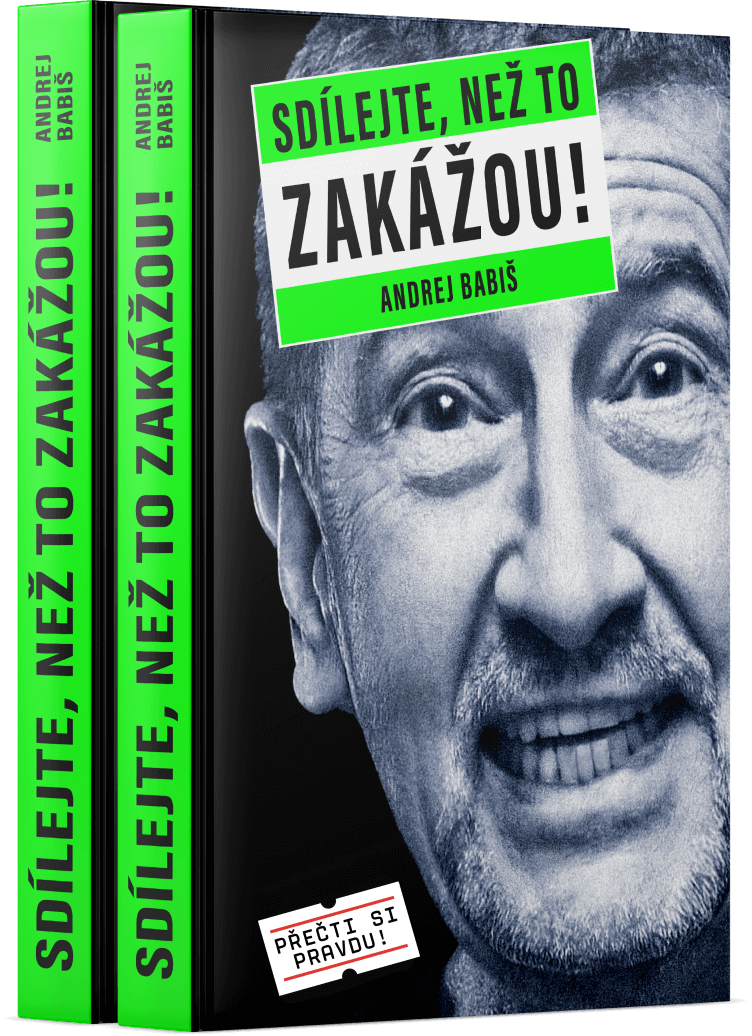 ANDREJ
BABIŠ
SDÍLEJTE, NEŽ TO ZAKÁŽOU!
ANDREJ
BABIŠ
SDÍLEJTE, NEŽ TO ZAKÁŽOU!
SDÍLEJTE, NEŽ TO
ZAKÁŽOU!
ANDREJ BABIŠ
PŘEČTI SI
PRAVDU!